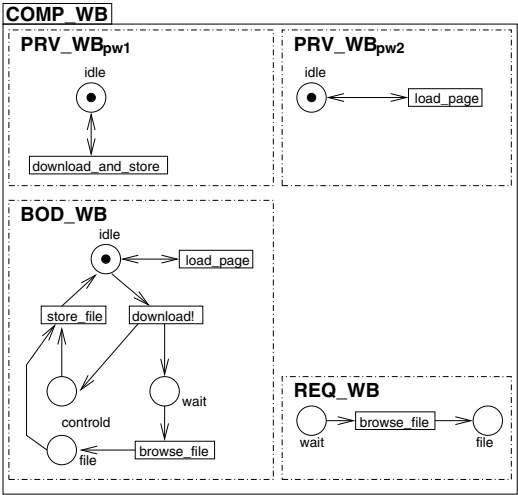 COMP_WB
PRV_WBpw1
idle
download_and_store
PRV_WBpw2
idle
load_page
BOD_WB
idle
load_page
store_file
download!
wait
controld
file
browse_file
REQ_WB
wait
browse_file
file